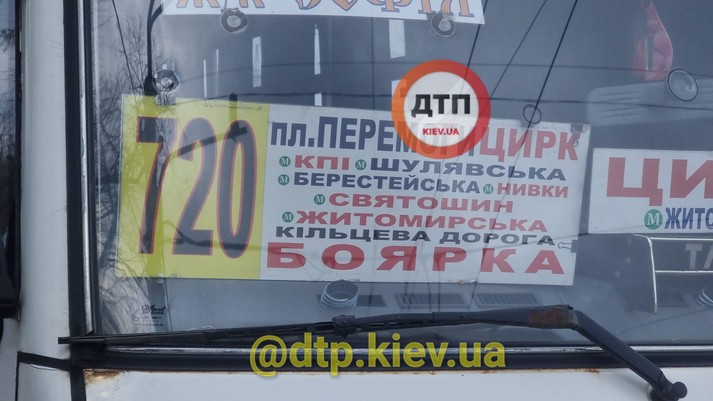 ДТП
KIEV.UA
720
пл.ПЕРЕМОГИ ЦИРК
М КПІ М ШУЛЯВСЬКА
М БЕРЕСТЕЙСЬКА М НИВКИ
М СВЯТОШИН
М ЖИТОМИРСЬКА
КІЛЬЦЕВА ДОРОГА
БОЯРКА
ЦИ
М ЖИТО
@dtp.kiev.ua